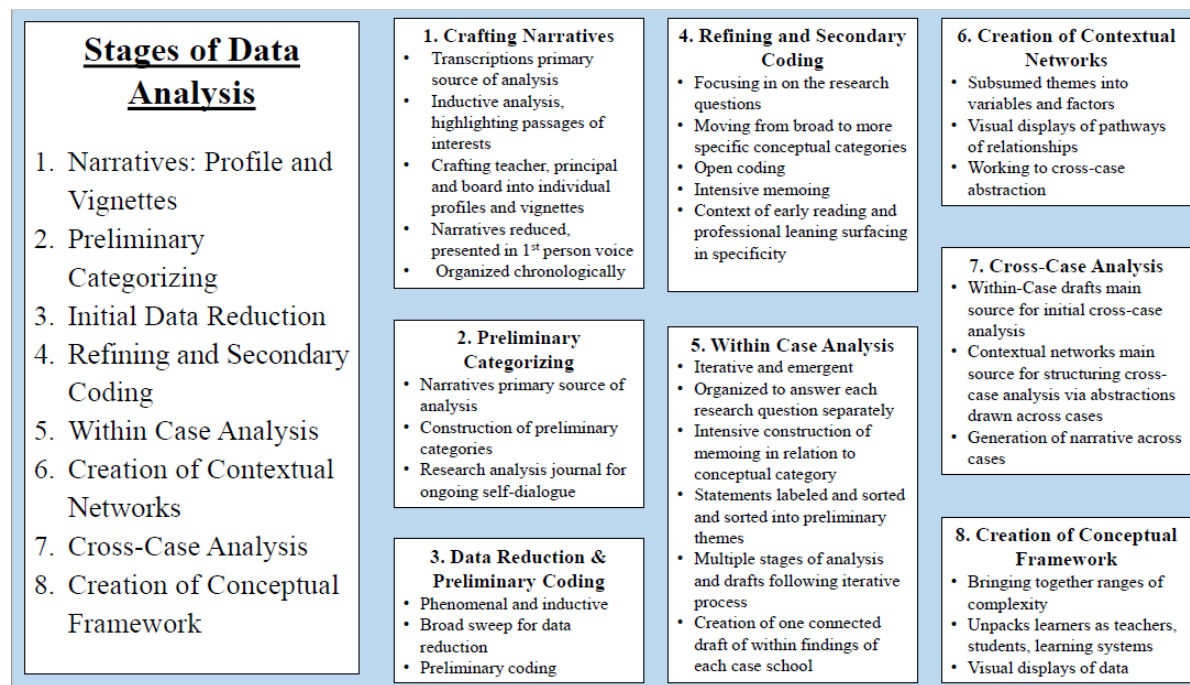 Stages of Data
Analysis
1. Narratives: Profile and
Vignettes
2. Preliminary
Categorizing
3. Initial Data Reduction
4. Refining and Secondary
Coding
5. Within Case Analysis
6. Creation of Contextual
Networks
7. Cross-Case Analysis
8. Creation of Conceptual
Framework
1. Crafting Narratives
• Transcriptions primary
source of analysis
• Inductive analysis,
highlighting passages of
interests
• Crafting teacher, principal
and board into individual
profiles and vignettes
• Narratives reduced,
presented in 1st person voice
• Organized chronologically
2. Preliminary
Categorizing
• Narratives primary source of
analysis
• Construction of preliminary
categories
• Research analysis journal for
ongoing self-dialogue
3. Data Reduction &
Preliminary Coding
• Phenomenal and inductive
• Broad sweep for data
reduction
• Preliminary coding
4. Refining and Secondary
Coding
• Focusing in on the research
questions
• Moving from broad to more
specific conceptual categories
• Open coding
• Intensive memoing
• Context of early reading and
professional leaning surfacing
in specificity
5. Within Case Analysis
• Iterative and emergent
• Organized to answer each
research question separately
• Intensive construction of
memoing in relation to
conceptual category
• Statements labeled and sorted
and sorted into preliminary
themes
• Multiple stages of analysis
and drafts following iterative
process
• Creation of one connected
draft of within findings of
each case school
6. Creation of Contextual
Networks
• Subsumed themes into
variables and factors
• Visual displays of pathways
of relationships
• Working to cross-case
abstraction
7. Cross-Case Analysis
• Within-Case drafts main
source for initial cross-case
analysis
• Contextual networks main
source for structuring cross-
case analysis via abstractions
drawn across cases
• Generation of narrative across
cases
8. Creation of Conceptual
Framework
• Bringing together ranges of
complexity
• Unpacks learners as teachers,
students, learning systems
• Visual displays of data